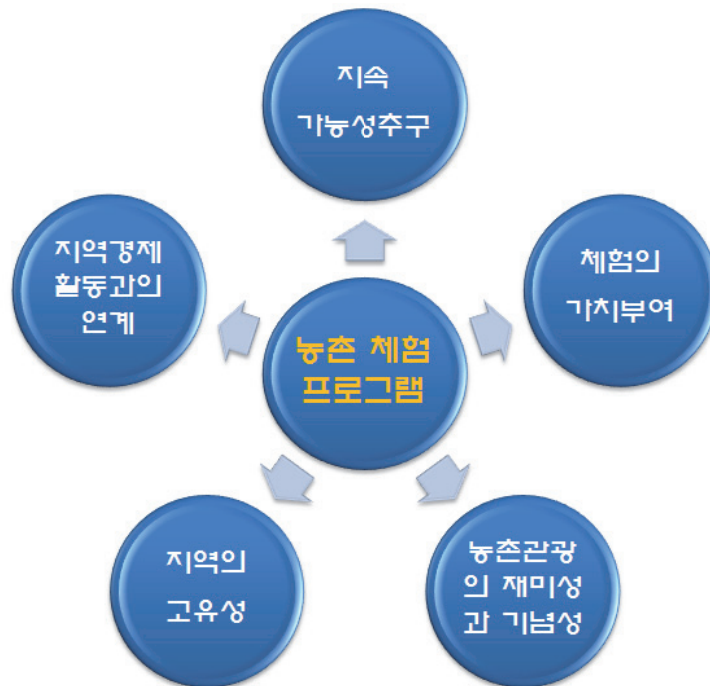 지속
가능성추구
지역경제
활동과의
연계
체험의
가치부여
농촌 체험
프로그램
지역의
고유성
농촌관광
의 재미성
과 기념성